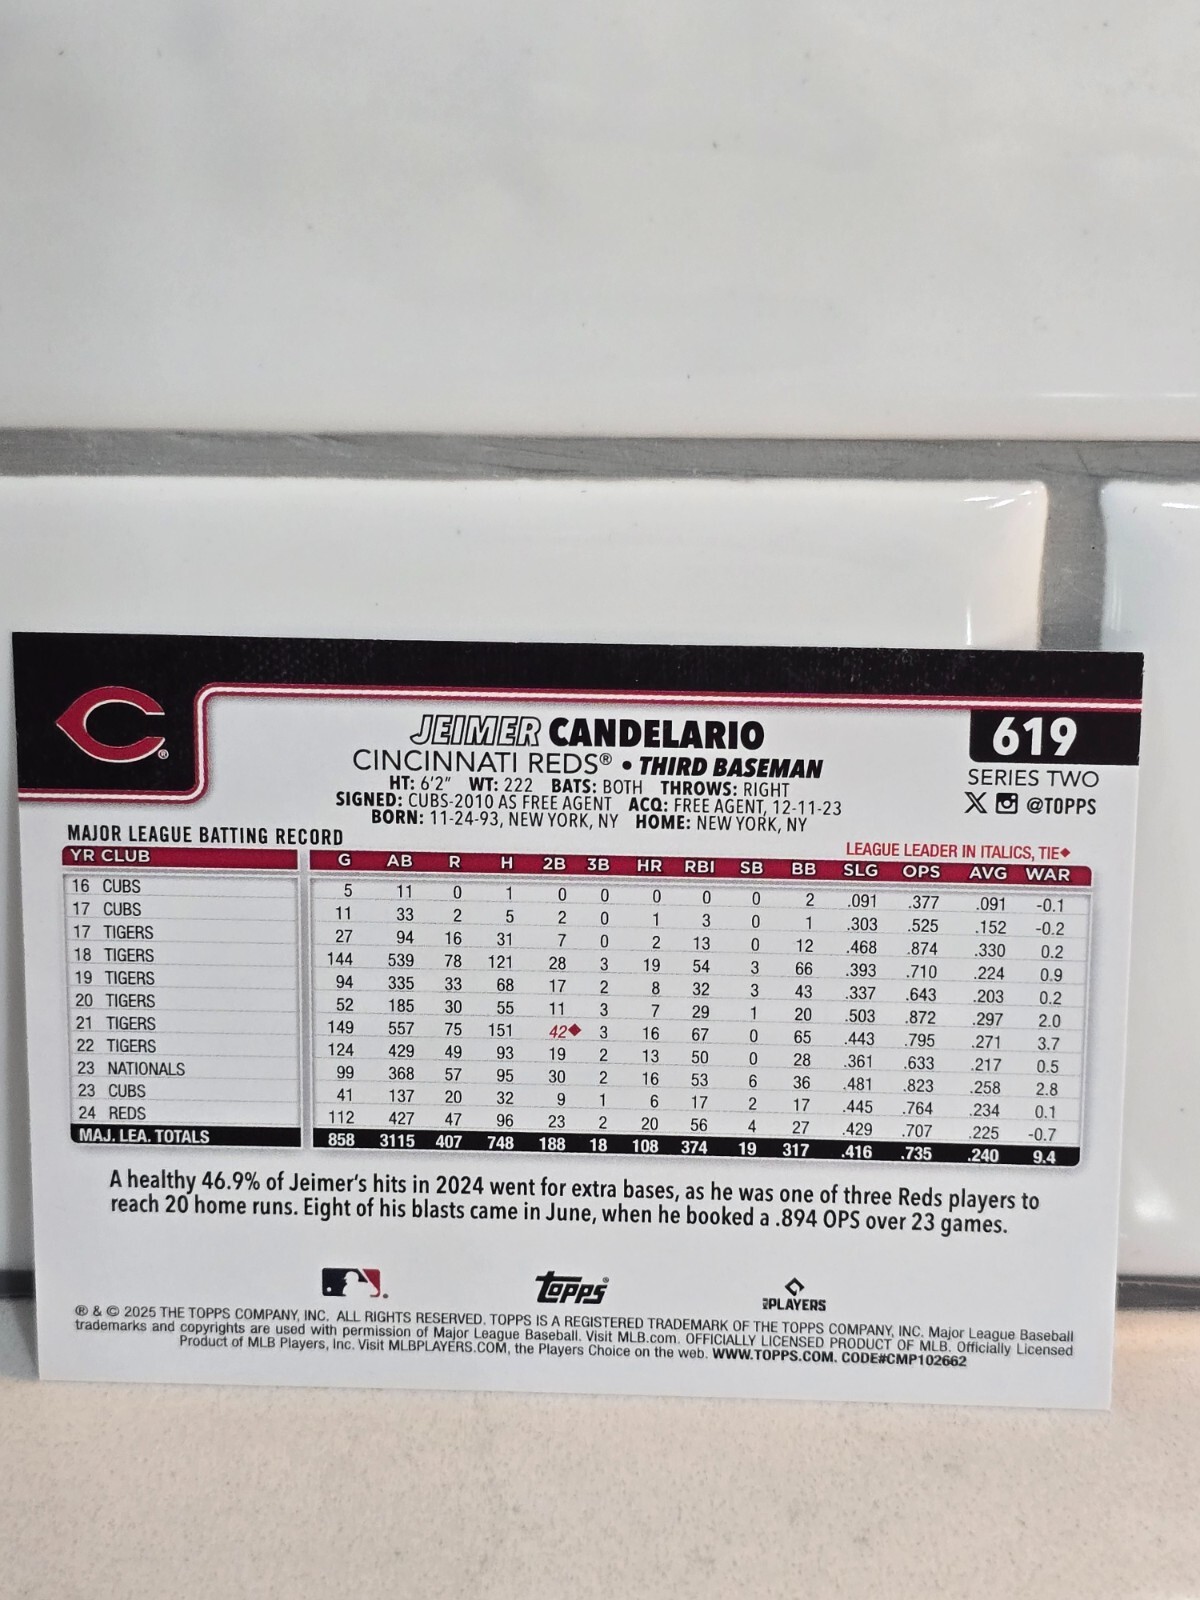 JEIMER CANDELARIO
CINCINNATI REDS® • THIRD BASEMAN
HT: 6'2" WT: 222 BATS: BOTH THROWS: RIGHT
SIGNED: CUBS-2010 AS FREE AGENT ACQ: FREE AGENT, 12-11-23
BORN: 11-24-93, NEW YORK, NY HOME: NEW YORK, NY
619
SERIES TWO
X @TOPPS
MAJOR LEAGUE BATTING RECORD
LEAGUE LEADER IN ITALICS, TIE◆
YR CLUB G AB R H 2B 3B HR RBI SB BB SLG OPS AVG WAR
16 CUBS 5 11 0 1 0 0 0 0 0 2 .091 .377 .091 -0.1
17 CUBS 11 33 2 5 2 0 1 3 0 1 .303 .525 .152 -0.2
17 TIGERS 27 94 16 31 7 0 2 13 0 12 .468 .874 .330 0.2
18 TIGERS 144 539 78 121 28 3 19 54 3 66 .393 .710 .224 0.9
19 TIGERS 94 335 33 68 17 2 8 32 3 43 .337 .643 .203 0.2
20 TIGERS 52 185 30 55 11 3 7 29 1 20 .503 .872 .297 2.0
21 TIGERS 149 557 75 151 42◆ 3 16 67 0 65 .443 .795 .271 3.7
22 TIGERS 124 429 49 93 19 2 13 50 0 28 .361 .633 .217 0.5
23 NATIONALS 99 368 57 95 30 2 16 53 6 36 .481 .823 .258 2.8
23 CUBS 41 137 20 32 9 1 6 17 2 17 .445 .764 .234 0.1
24 REDS 112 427 47 96 23 2 20 56 4 27 .429 .707 .225 -0.7
MAJ. LEA. TOTALS 858 3115 407 748 188 18 108 374 19 317 .416 .735 .240 9.4
A healthy 46.9% of Jeimer's hits in 2024 went for extra bases, as he was one of three Reds players to
reach 20 home runs. Eight of his blasts came in June, when he booked a .894 OPS over 23 games.
topps®
MLB PLAYERS
® & © 2025 THE TOPPS COMPANY, INC. ALL RIGHTS RESERVED. TOPPS IS A REGISTERED TRADEMARK OF THE TOPPS COMPANY, INC. Major League Baseball
trademarks and copyrights are used with permission of Major League Baseball. Visit MLB.com. OFFICIALLY LICENSED PRODUCT OF MLB. Officially Licensed
Product of MLB Players, Inc. Visit MLBPLAYERS.COM, the Players Choice on the web. WWW.TOPPS.COM. CODE#CMP102662